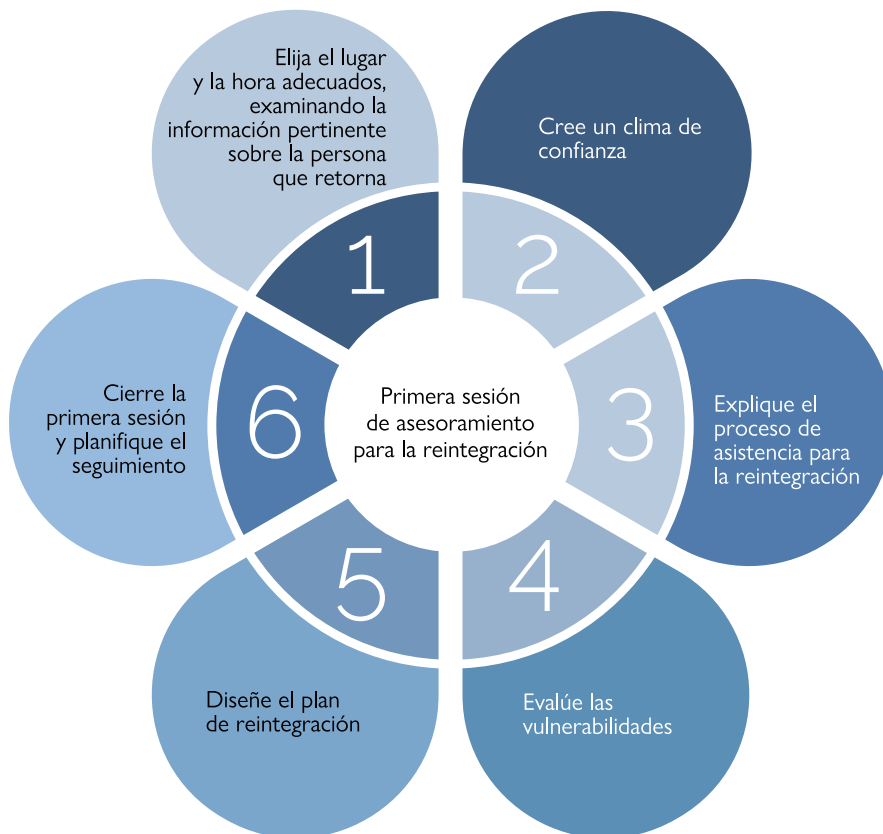 Primera sesión
de asesoramiento
para la reintegración
1
Elija el lugar
y la hora adecuados,
examinando la
información pertinente
sobre la persona
que retorna
2
Cree un clima de
confianza
3
Explique el
proceso de
asistencia para
la reintegración
4
Evalúe las
vulnerabilidades
5
Diseñe el plan
de reintegración
6
Cierre la
primera sesión
y planifique el
seguimiento